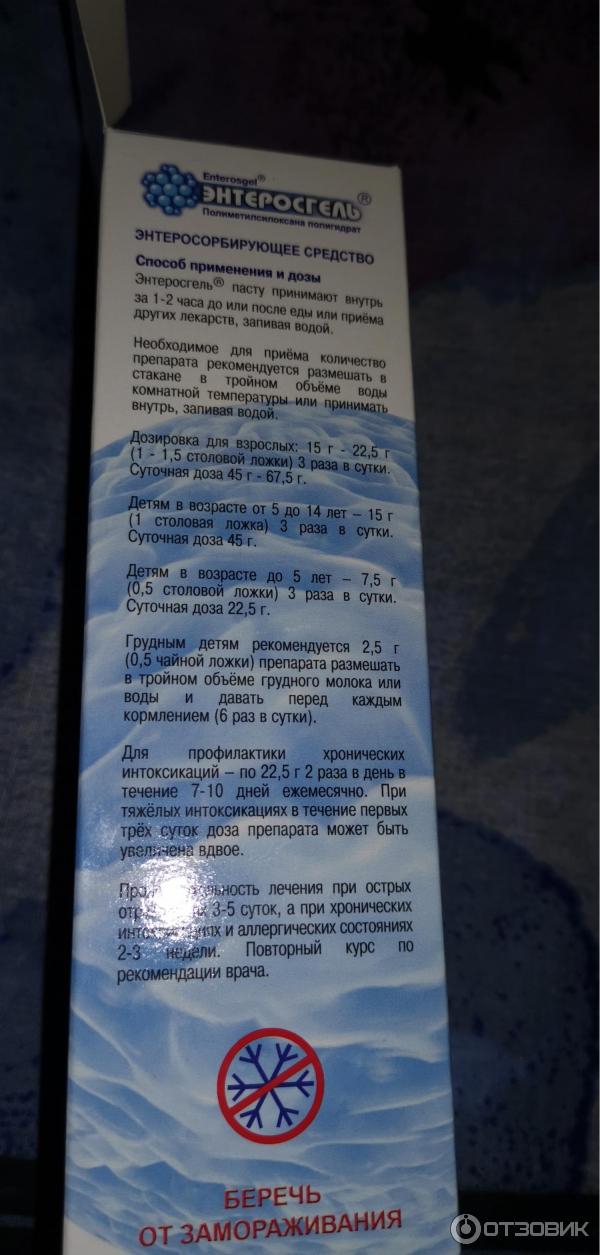 Enterosgel®
ЭНТЕРОСГЕЛЬ®
Полиметилсилоксана полигидрат
ЭНТЕРОСОРБИРУЮЩЕЕ СРЕДСТВО
Способ применения и дозы
Энтеросгель® пасту принимают внутрь
за 1-2 часа до или после еды или приёма
других лекарств, запивая водой.
Необходимое для приёма количество
препарата рекомендуется размешать в
стакане в тройном объёме воды
комнатной температуры или принимать
внутрь, запивая водой.
Дозировка для взрослых: 15 г - 22,5 г
(1 - 1,5 столовой ложки) 3 раза в сутки.
Суточная доза 45 г - 67,5 г.
Детям в возрасте от 5 до 14 лет – 15 г
(1 столовая ложка) 3 раза в сутки.
Суточная доза 45 г.
Детям в возрасте до 5 лет – 7,5 г
(0,5 столовой ложки) 3 раза в сутки.
Суточная доза 22,5 г.
Грудным детям рекомендуется 2,5 г
(0,5 чайной ложки) препарата размешать
в тройном объёме грудного молока или
воды и давать перед каждым
кормлением (6 раз в сутки).
Для профилактики хронических
интоксикаций – по 22,5 г 2 раза в день в
течение 7-10 дней ежемесячно. При
тяжёлых интоксикациях в течение первых
трёх суток доза препарата может быть
увеличена вдвое.
лечения при острых
3-5 суток, а при хронических
и аллергических состояниях
2-3 недели. Повторный курс по
рекомендации врача.
БЕРЕЧЬ
ОТ ЗАМОРАЖИВАНИЯ
ОТЗОВИК